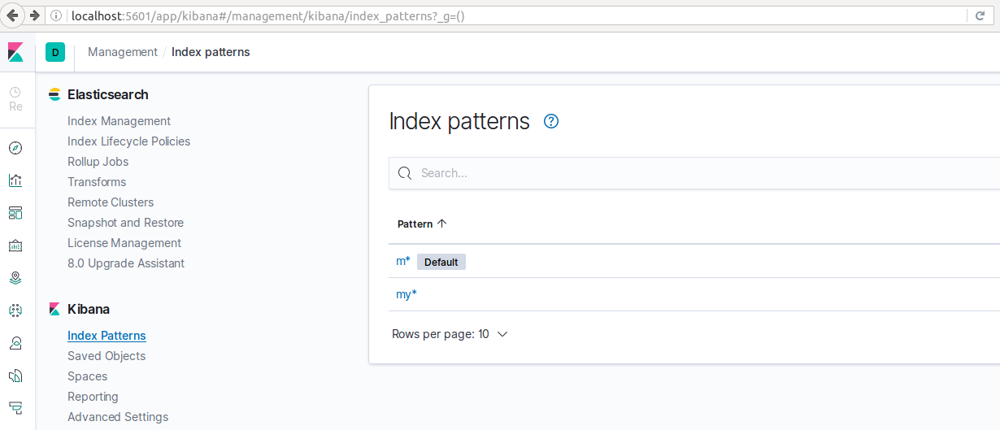 localhost:5601/app/kibana#/management/kibana/index_patterns?_g=()
D Management / Index patterns
Re
Elasticsearch
Index Management
Index Lifecycle Policies
Rollup Jobs
Transforms
Remote Clusters
Snapshot and Restore
License Management
8.0 Upgrade Assistant
Kibana
Index Patterns
Saved Objects
Spaces
Reporting
Advanced Settings
Index patterns
Search...
Pattern
m* Default
my*
Rows per page: 10